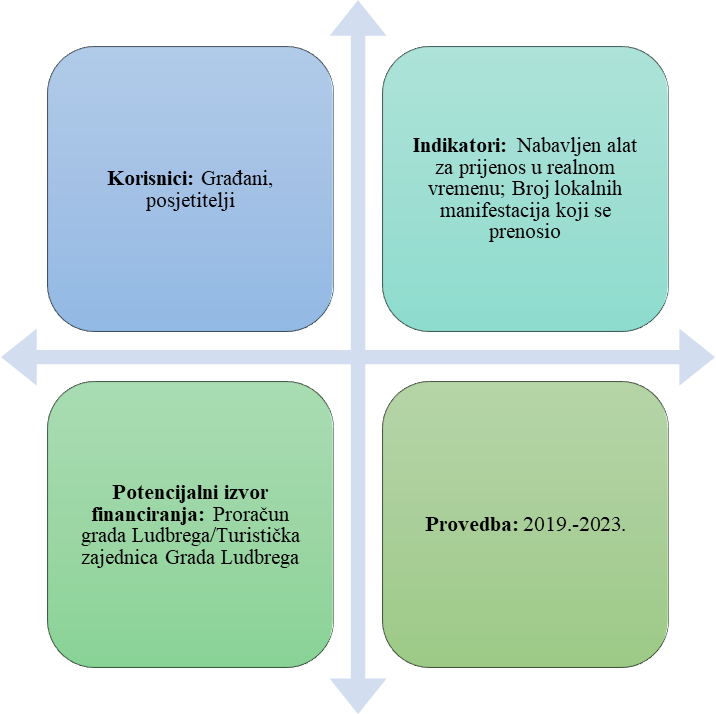 Korisnici: Građani,
posjetitelji
Indikatori: Nabavljen alat
za prijenos u realnom
vremenu; Broj lokalnih
manifestacija koji se
prenosio
Potencijalni izvor
financiranja: Proračun
grada Ludbrega/Turistička
zajednica Grada Ludbrega
Provedba: 2019.-2023.